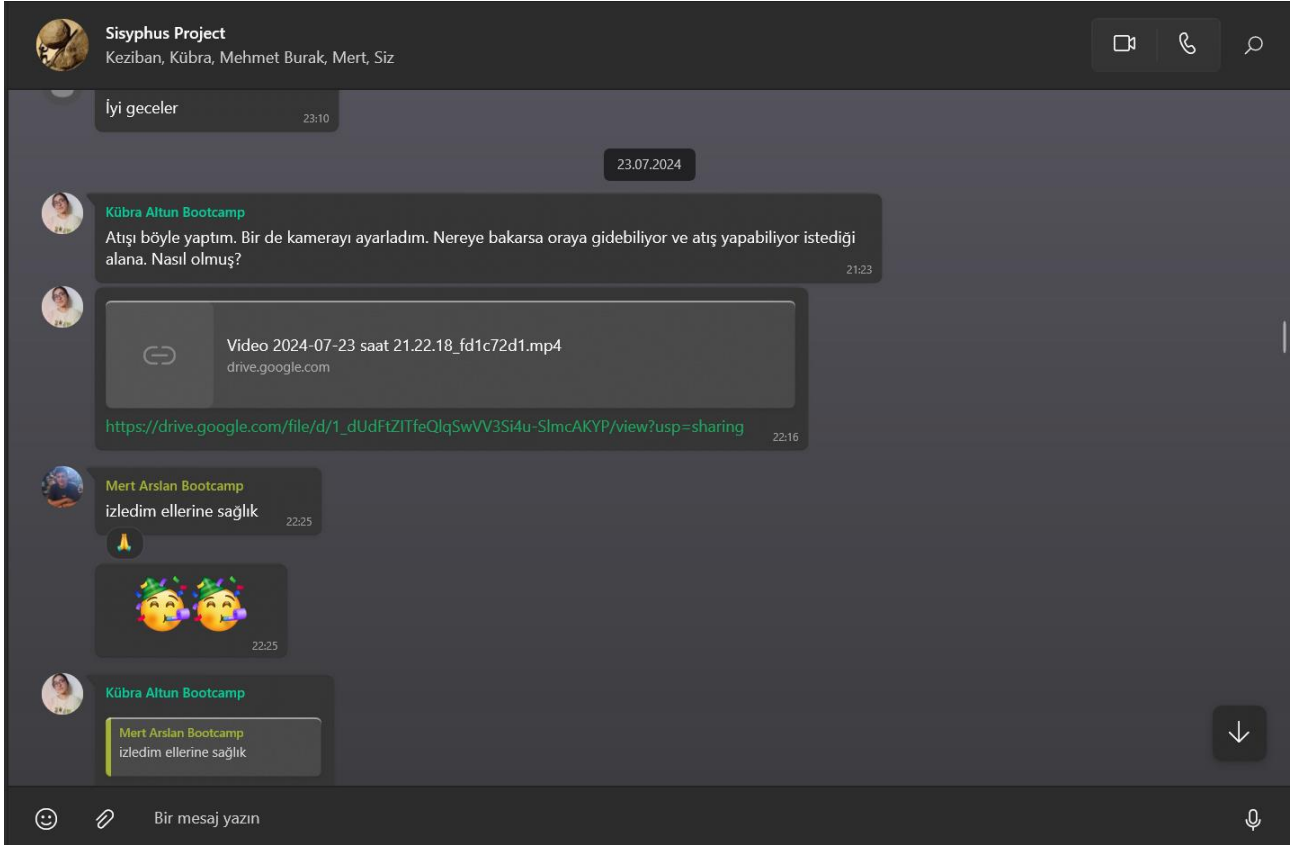 Sisyphus Project
Keziban, Kübra, Mehmet Burak, Mert, Siz
İyi geceler
23:10
23.07.2024
Kübra Altun Bootcamp
Atışı böyle yaptım. Bir de kamerayı ayarladım. Nereye bakarsa oraya gidebiliyor ve atış yapabiliyor istediği
alana. Nasıl olmuş?
21:23
Video 2024-07-23 saat 21.22.18_fd1c72d1.mp4
drive.google.com
https://drive.google.com/file/d/1_dUdFtZITfeQlqSwVV3Si4u-SlmcAKYP/view?usp=sharing
22:16
Mert Arslan Bootcamp
izledim ellerine sağlık
22:25
22:25
Kübra Altun Bootcamp
Mert Arslan Bootcamp
izledim ellerine sağlık
Bir mesaj yazın